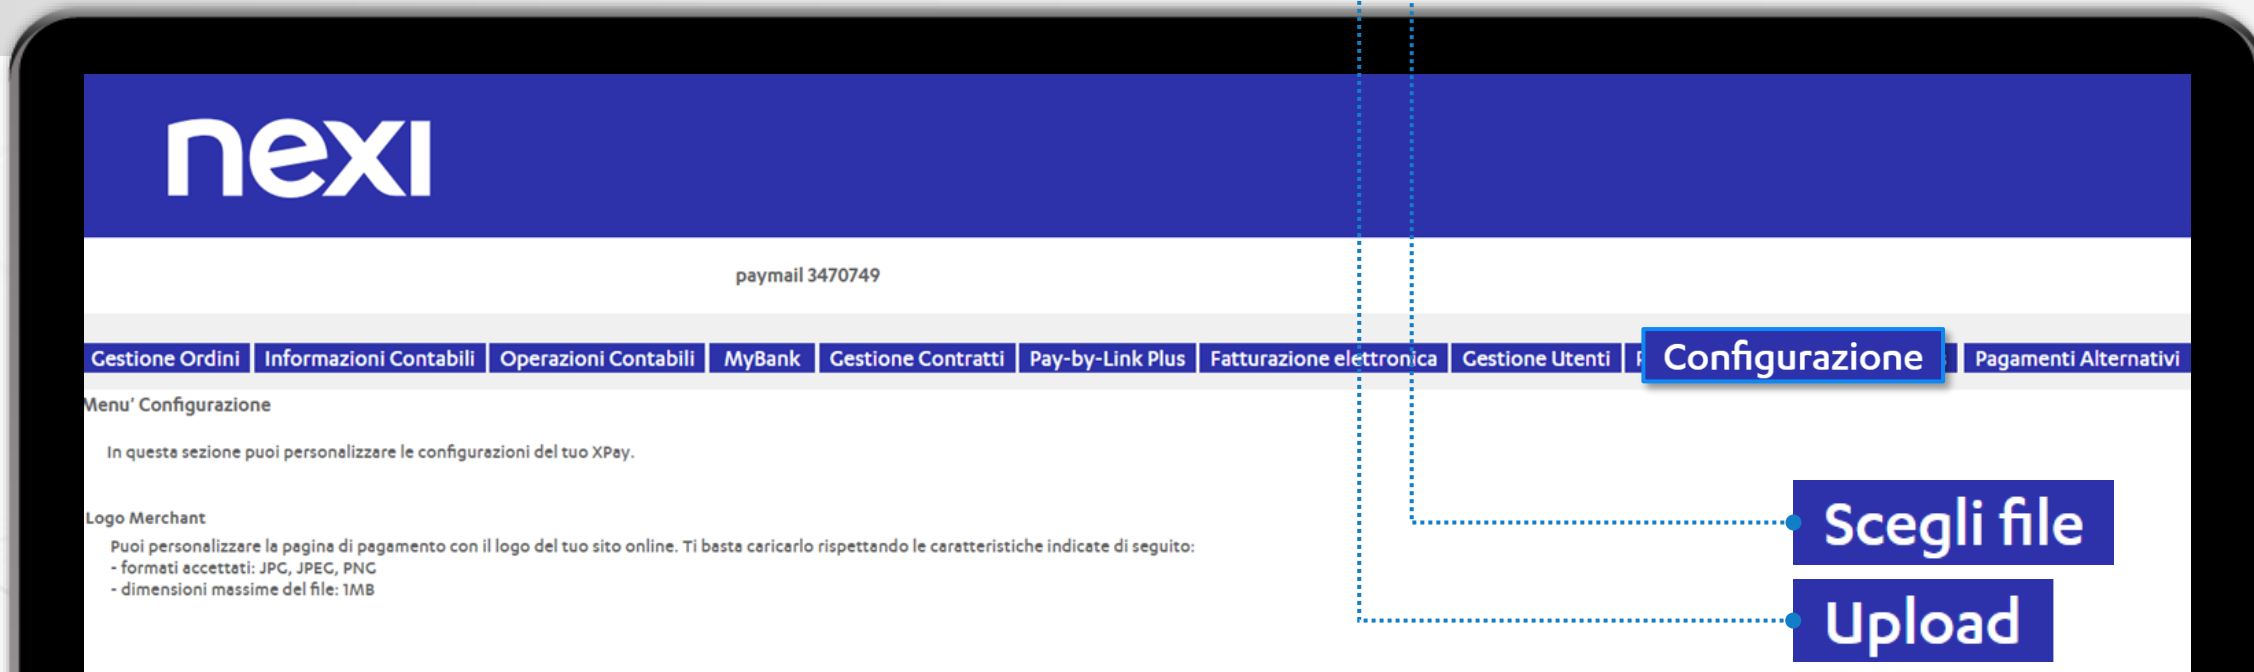 nexi
paymail 3470749
Gestione Ordini Informazioni Contabili Operazioni Contabili MyBank Gestione Contratti Pay-by-Link Plus Fatturazione elettronica Gestione Utenti Configurazione Pagamenti Alternativi
Menu' Configurazione
In questa sezione puoi personalizzare le configurazioni del tuo XPay.
Logo Merchant
Puoi personalizzare la pagina di pagamento con il logo del tuo sito online. Ti basta caricarlo rispettando le caratteristiche indicate di seguito:
- formati accettati: JPG, JPEG, PNG
- dimensioni massime del file: 1MB
Scegli file
Upload